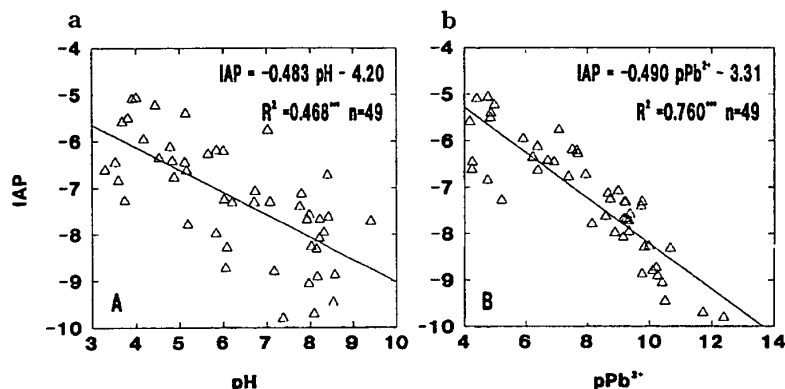 a
b
IAP = -0.483 pH - 4.20
R² = 0.468*** n=49
IAP
-4
-5
-6
-7
-8
-9
-10
A
3 4 5 6 7 8 9 10
pH
IAP = -0.490 pPb²⁺ - 3.31
R² = 0.760*** n=49
-4
-5
-6
-7
-8
-9
-10
B
4 6 8 10 12 14
pPb²⁺